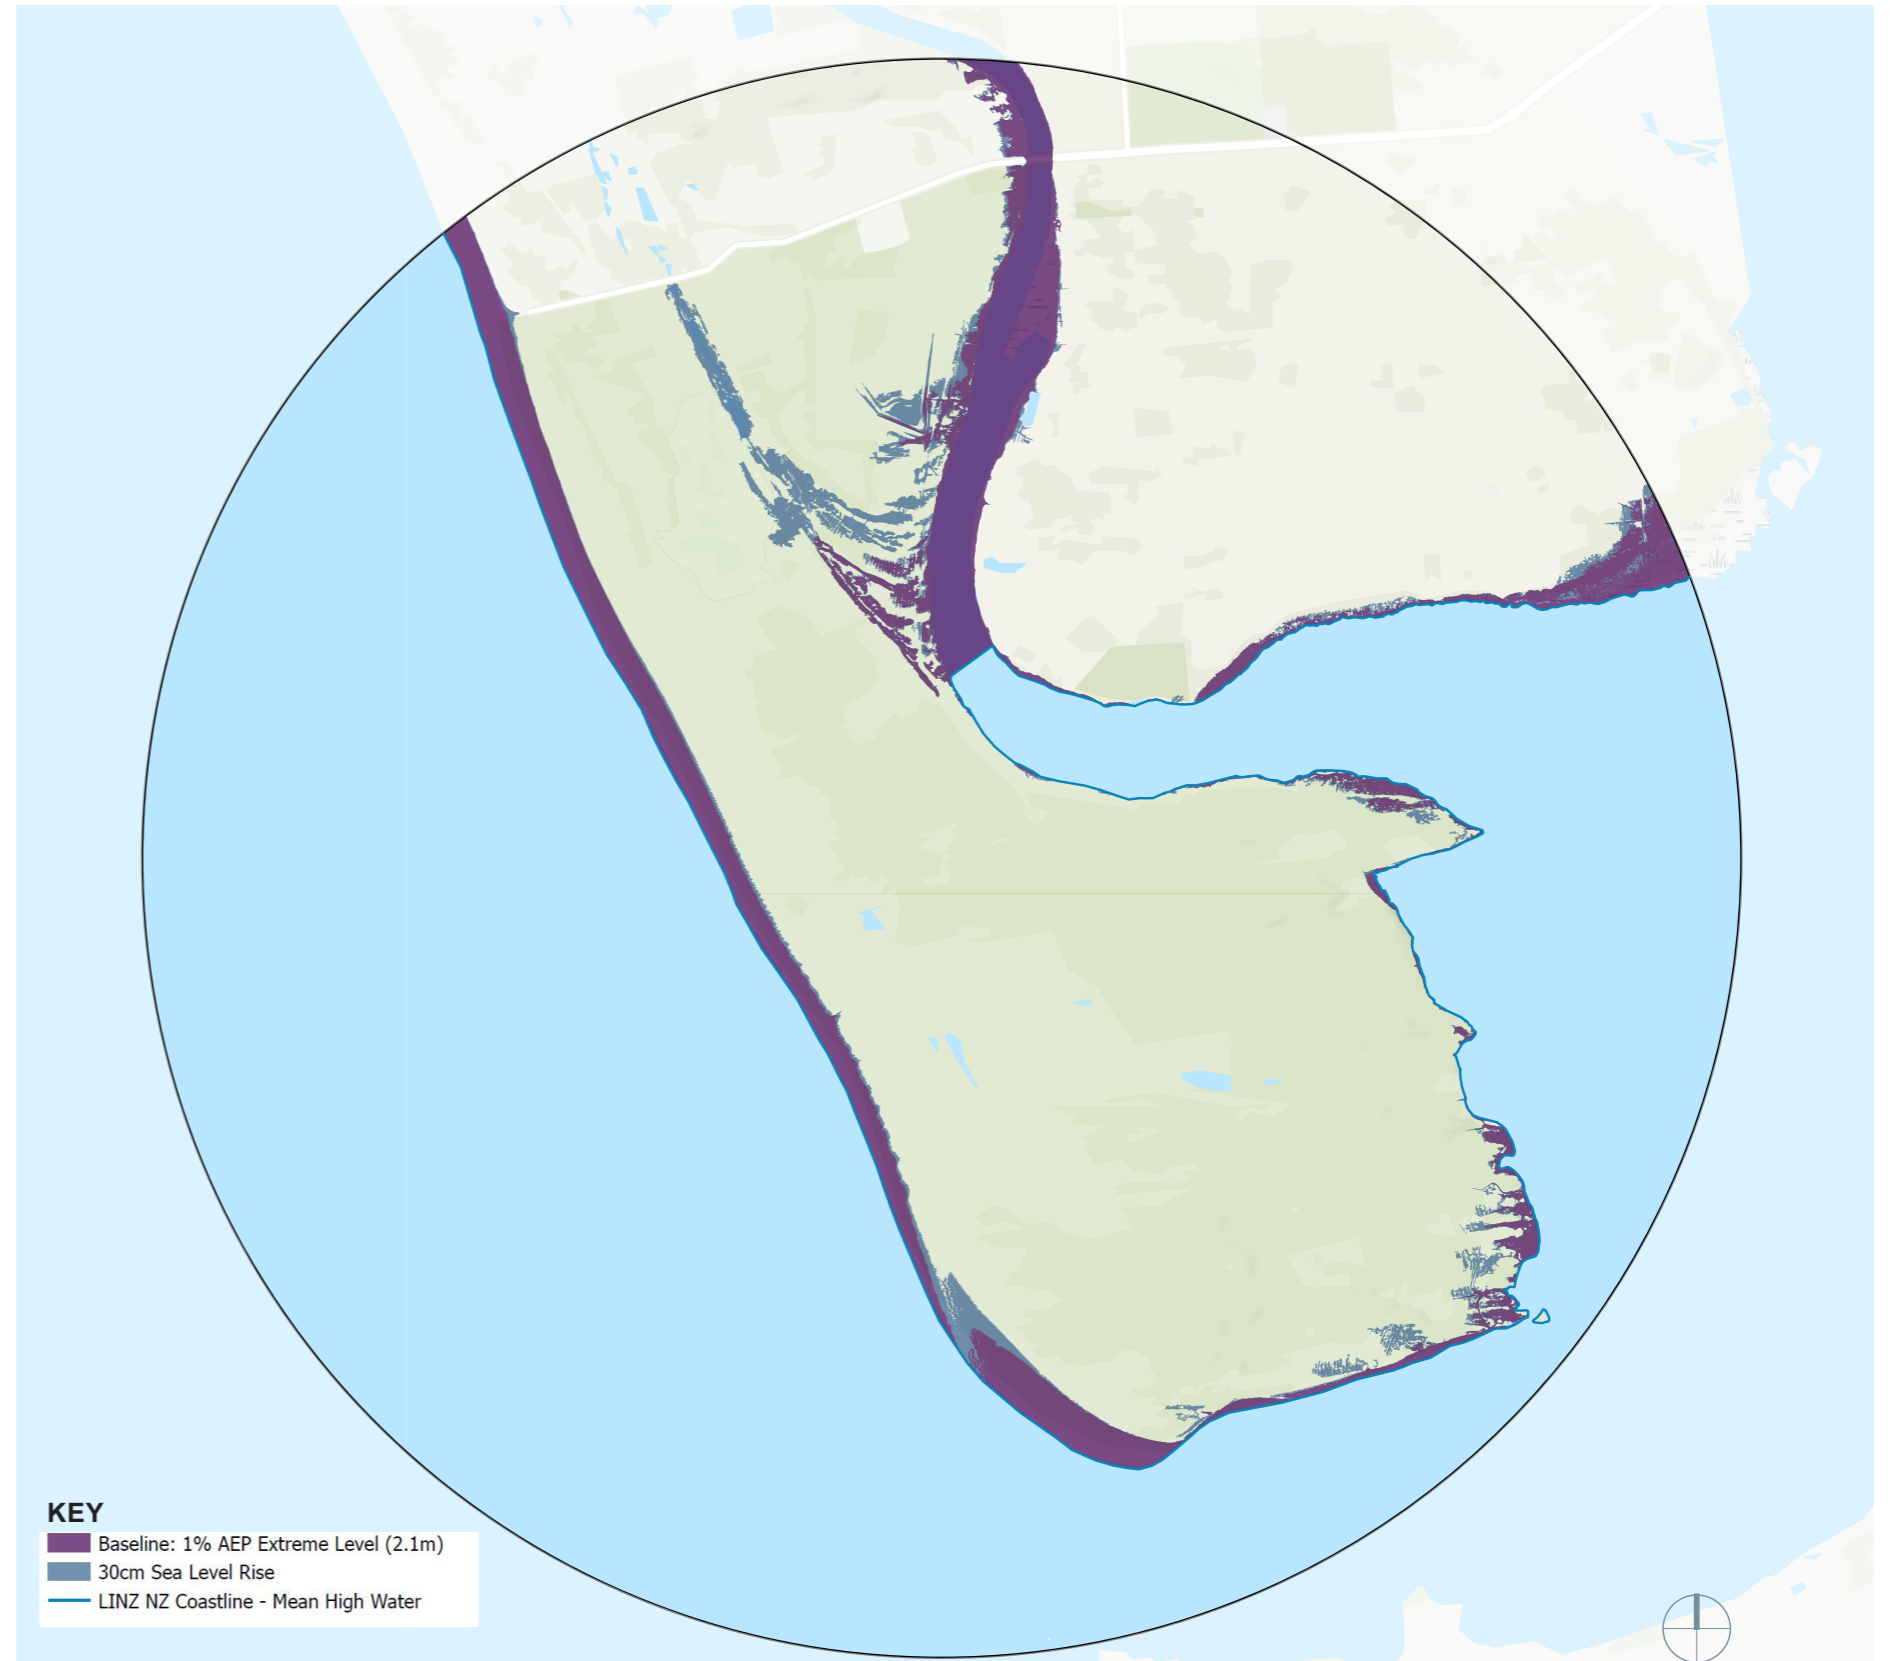 KEY
Baseline: 1% AEP Extreme Level (2.1m)
30cm Sea Level Rise
LINZ NZ Coastline - Mean High Water